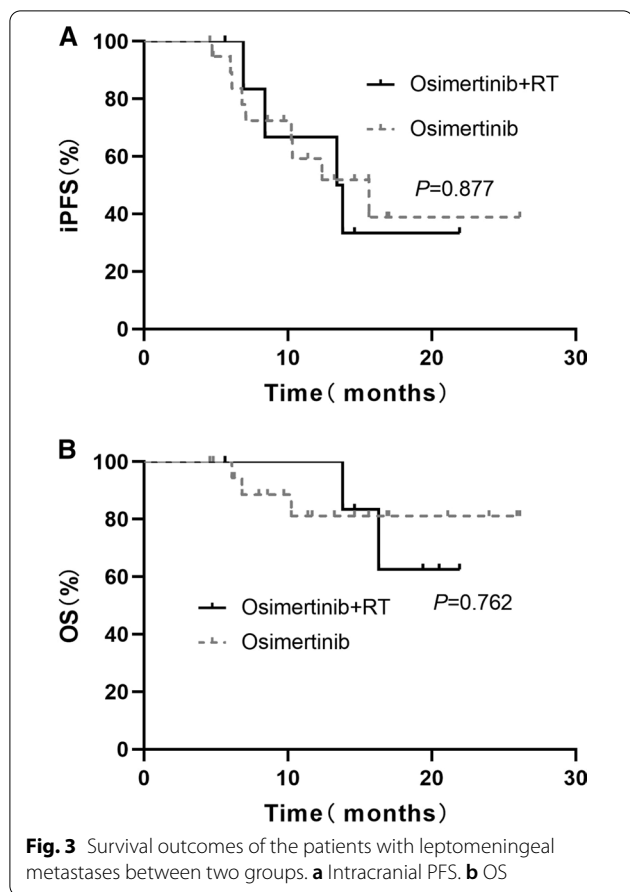 A
100
80
60
40
20
0
iPFS(%)
Osimertinib+RT
Osimertinib
P=0.877
0 10 20 30
Time( months)
B
100
80
60
40
20
0
OS(%)
Osimertinib+RT
Osimertinib
P=0.762
0 10 20 30
Time( months)
Fig. 3 Survival outcomes of the patients with leptomeningeal
metastases between two groups. a Intracranial PFS. b OS